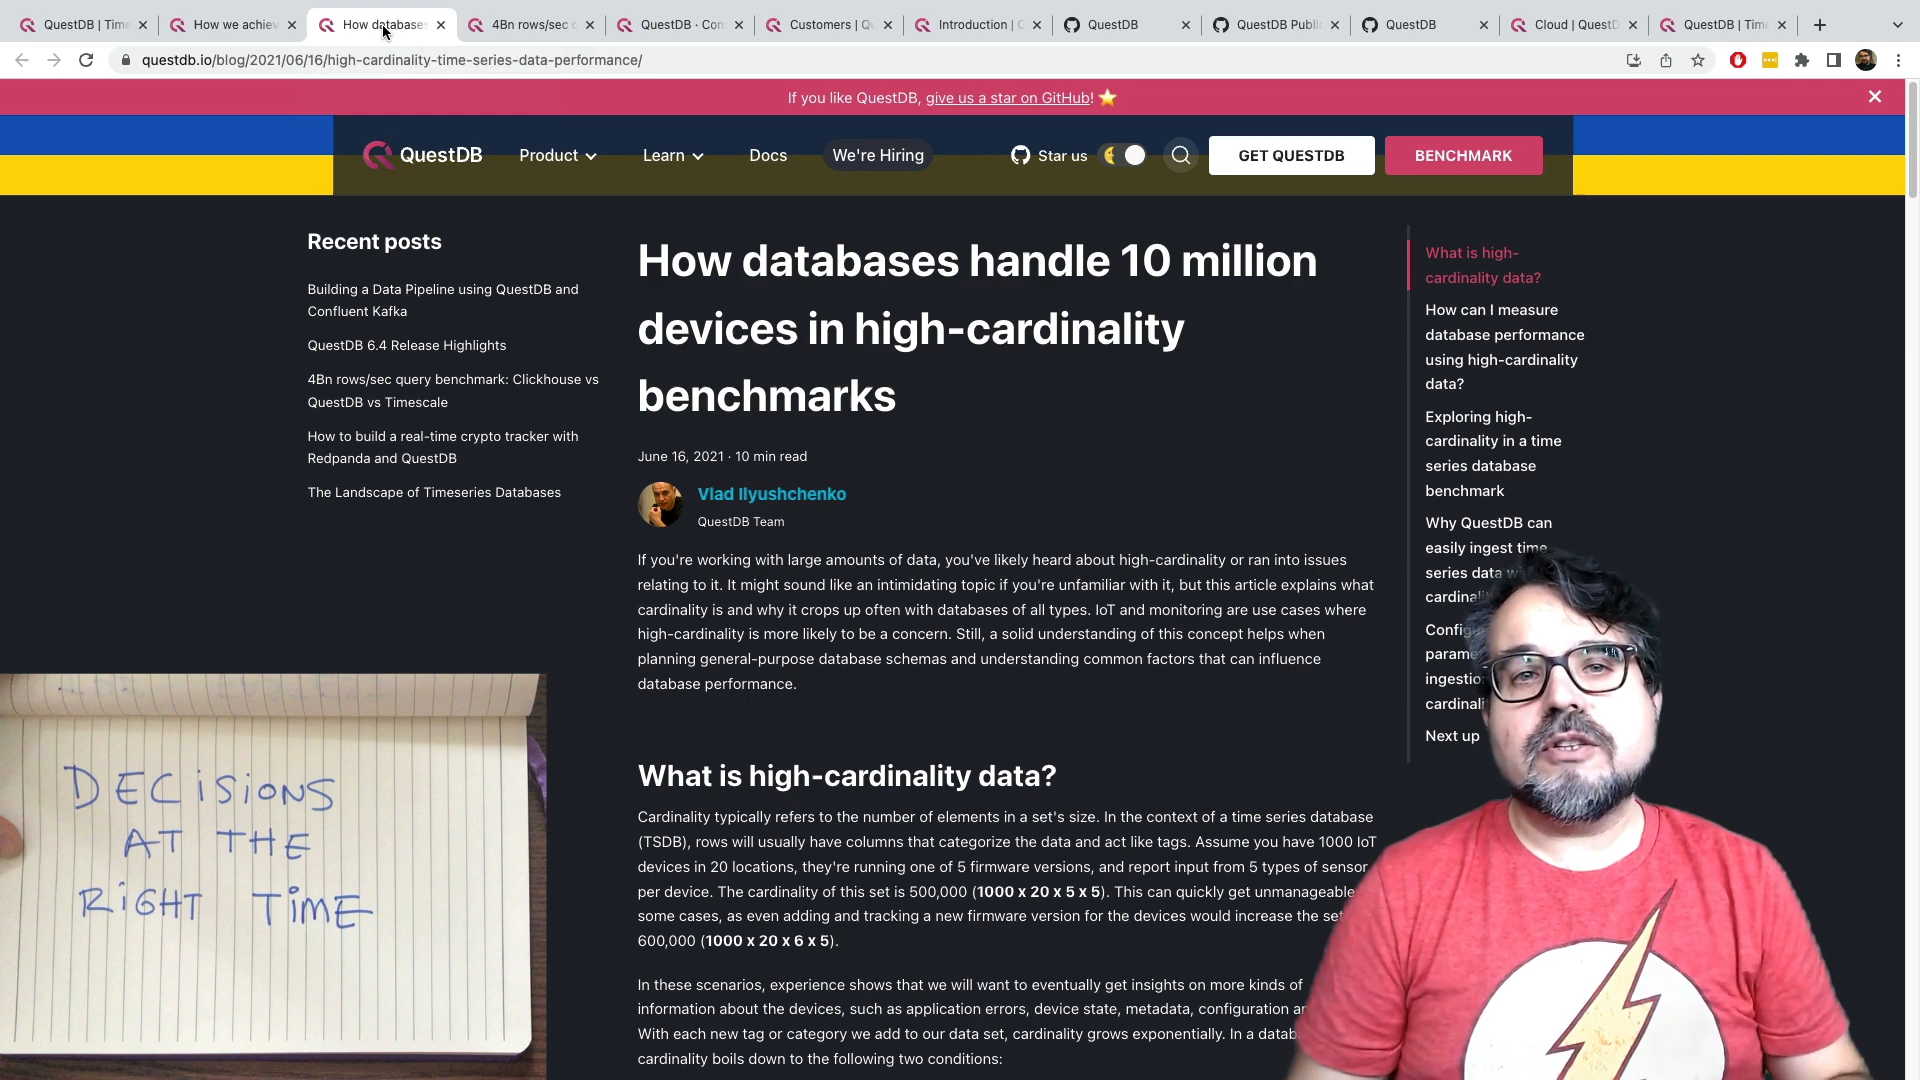 QuestDB | Time
How we achiev
How databases
4Bn rows/sec
QuestDB · Con
Customers | Q
Introduction |
QuestDB
QuestDB Publi
QuestDB
Cloud | QuestD
QuestDB | Time
questdb.io/blog/2021/06/16/high-cardinality-time-series-data-performance/
If you like QuestDB, give us a star on GitHub! ⭐
QuestDB
Product
Learn
Docs
We're Hiring
Star us
GET QUESTDB
BENCHMARK
Recent posts
Building a Data Pipeline using QuestDB and
Confluent Kafka
QuestDB 6.4 Release Highlights
4Bn rows/sec query benchmark: Clickhouse vs
QuestDB vs Timescale
How to build a real-time crypto tracker with
Redpanda and QuestDB
The Landscape of Timeseries Databases
How databases handle 10 million
devices in high-cardinality
benchmarks
June 16, 2021 · 10 min read
Vlad Ilyushchenko
QuestDB Team
If you're working with large amounts of data, you've likely heard about high-cardinality or ran into issues
relating to it. It might sound like an intimidating topic if you're unfamiliar with it, but this article explains what
cardinality is and why it crops up often with databases of all types. IoT and monitoring are use cases where
high-cardinality is more likely to be a concern. Still, a solid understanding of this concept helps when
planning general-purpose database schemas and understanding common factors that can influence
database performance.
What is high-cardinality data?
Cardinality typically refers to the number of elements in a set's size. In the context of a time series database
(TSDB), rows will usually have columns that categorize the data and act like tags. Assume you have 1000 IoT
devices in 20 locations, they're running one of 5 firmware versions, and report input from 5 types of sensor
per device. The cardinality of this set is 500,000 (1000 x 20 x 5 x 5). This can quickly get unmanageable
some cases, as even adding and tracking a new firmware version for the devices would increase the set
600,000 (1000 x 20 x 6 x 5).
In these scenarios, experience shows that we will want to eventually get insights on more kinds of
information about the devices, such as application errors, device state, metadata, configuration
With each new tag or category we add to our data set, cardinality grows exponentially. In a
cardinality boils down to the following two conditions:
What is high-
cardinality data?
How can I measure
database performance
using high-cardinality
data?
Exploring high-
cardinality in a time
series database
benchmark
Why QuestDB can
easily ingest time
series data
Next up
DECISIONS
AT THE
RIGHT TIME